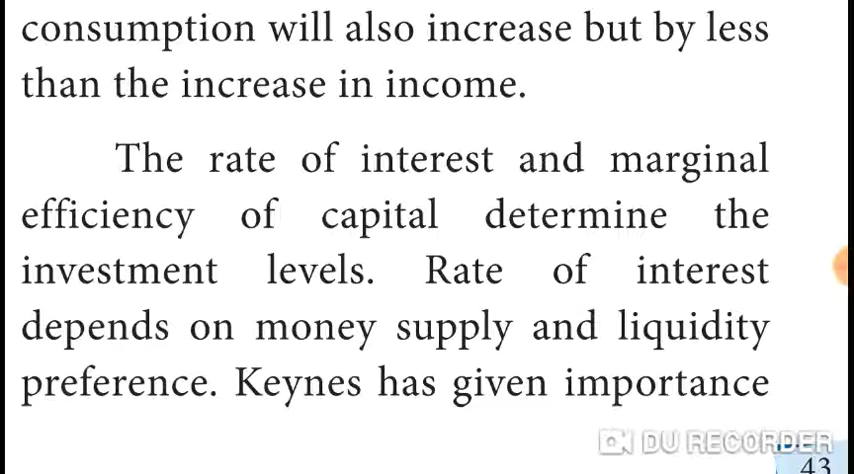 consumption will also increase but by less
than the increase in income.
The rate of interest and marginal
efficiency of capital determine the
investment levels. Rate of interest
depends on money supply and liquidity
preference. Keynes has given importance
DU RECORDER
43